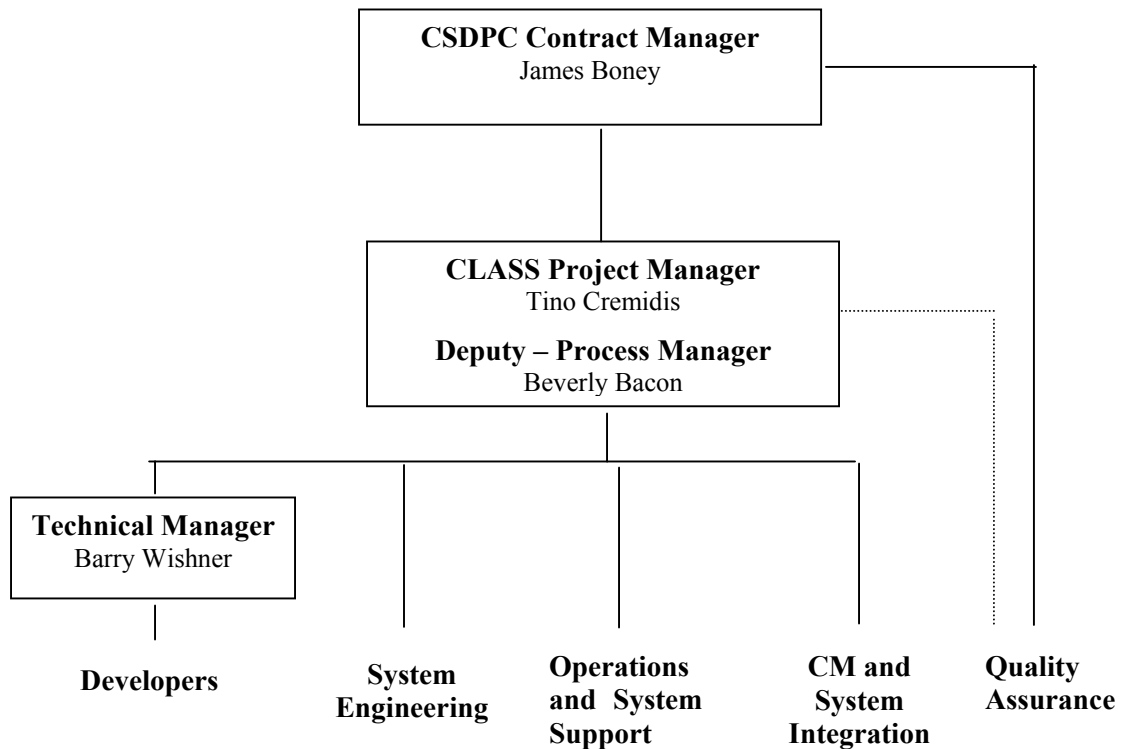 CSDPC Contract Manager
James Boney
CLASS Project Manager
Tino Cremidis
Deputy – Process Manager
Beverly Bacon
Technical Manager
Barry Wishner
Developers
System
Engineering
Operations
and System
Support
CM and
System
Integration
Quality
Assurance